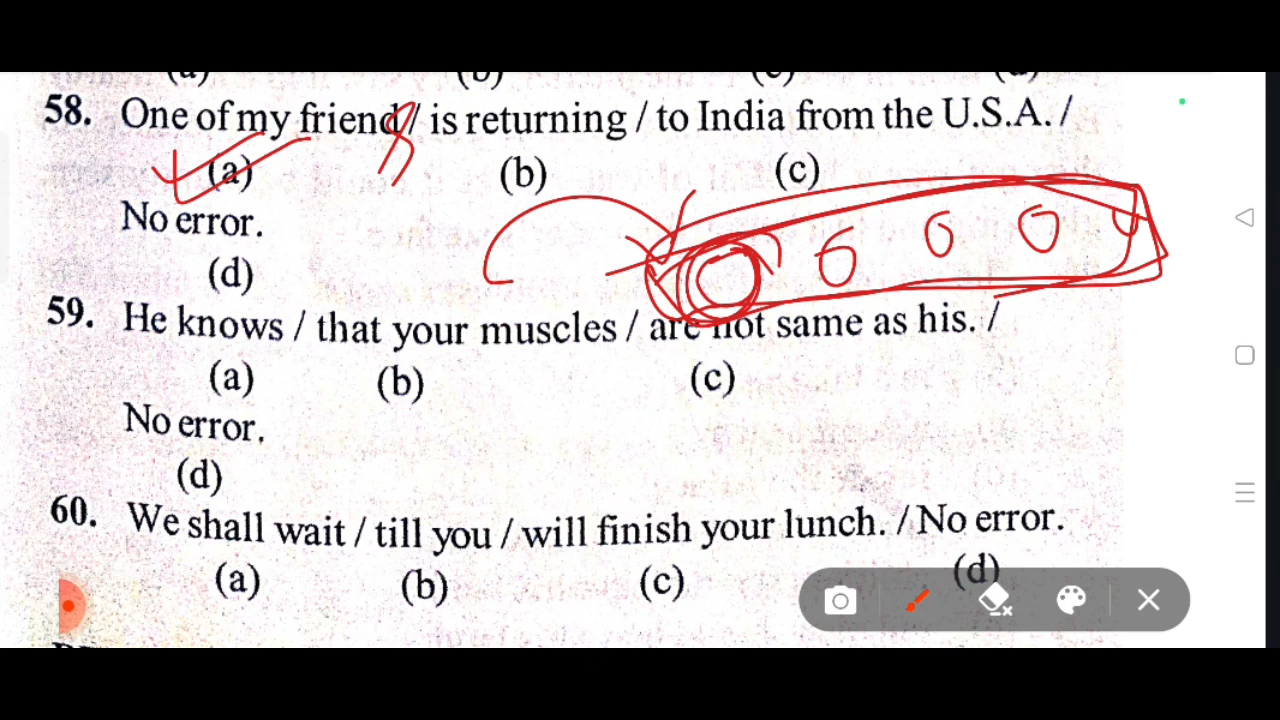 (a) (b) (c) (d)
58. One of my friend / is returning / to India from the U.S.A. /
(a) (b) (c)
No error.
(d)
59. He knows / that your muscles / are not same as his. /
(a) (b) (c)
No error.
(d)
60. We shall wait / till you / will finish your lunch. / No error.
(a) (b) (c) (d)